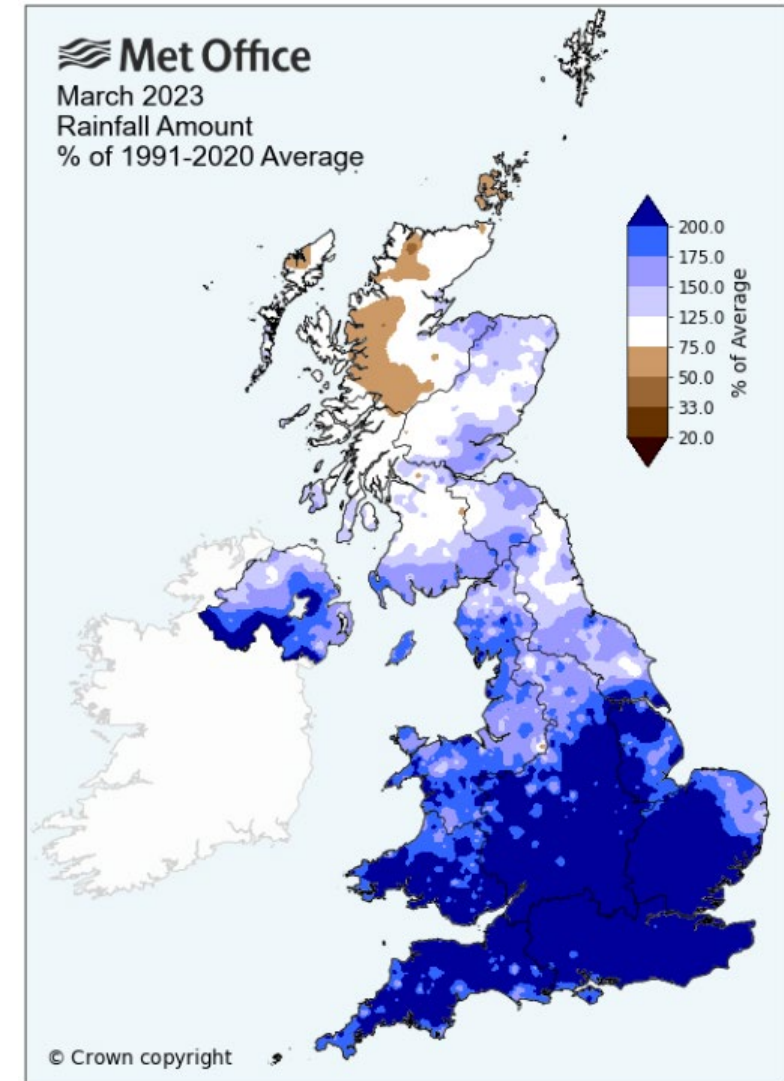 Met Office
March 2023
Rainfall Amount
% of 1991-2020 Average
200.0
175.0
150.0
125.0
75.0
50.0
33.0
20.0
% of Average
© Crown copyright